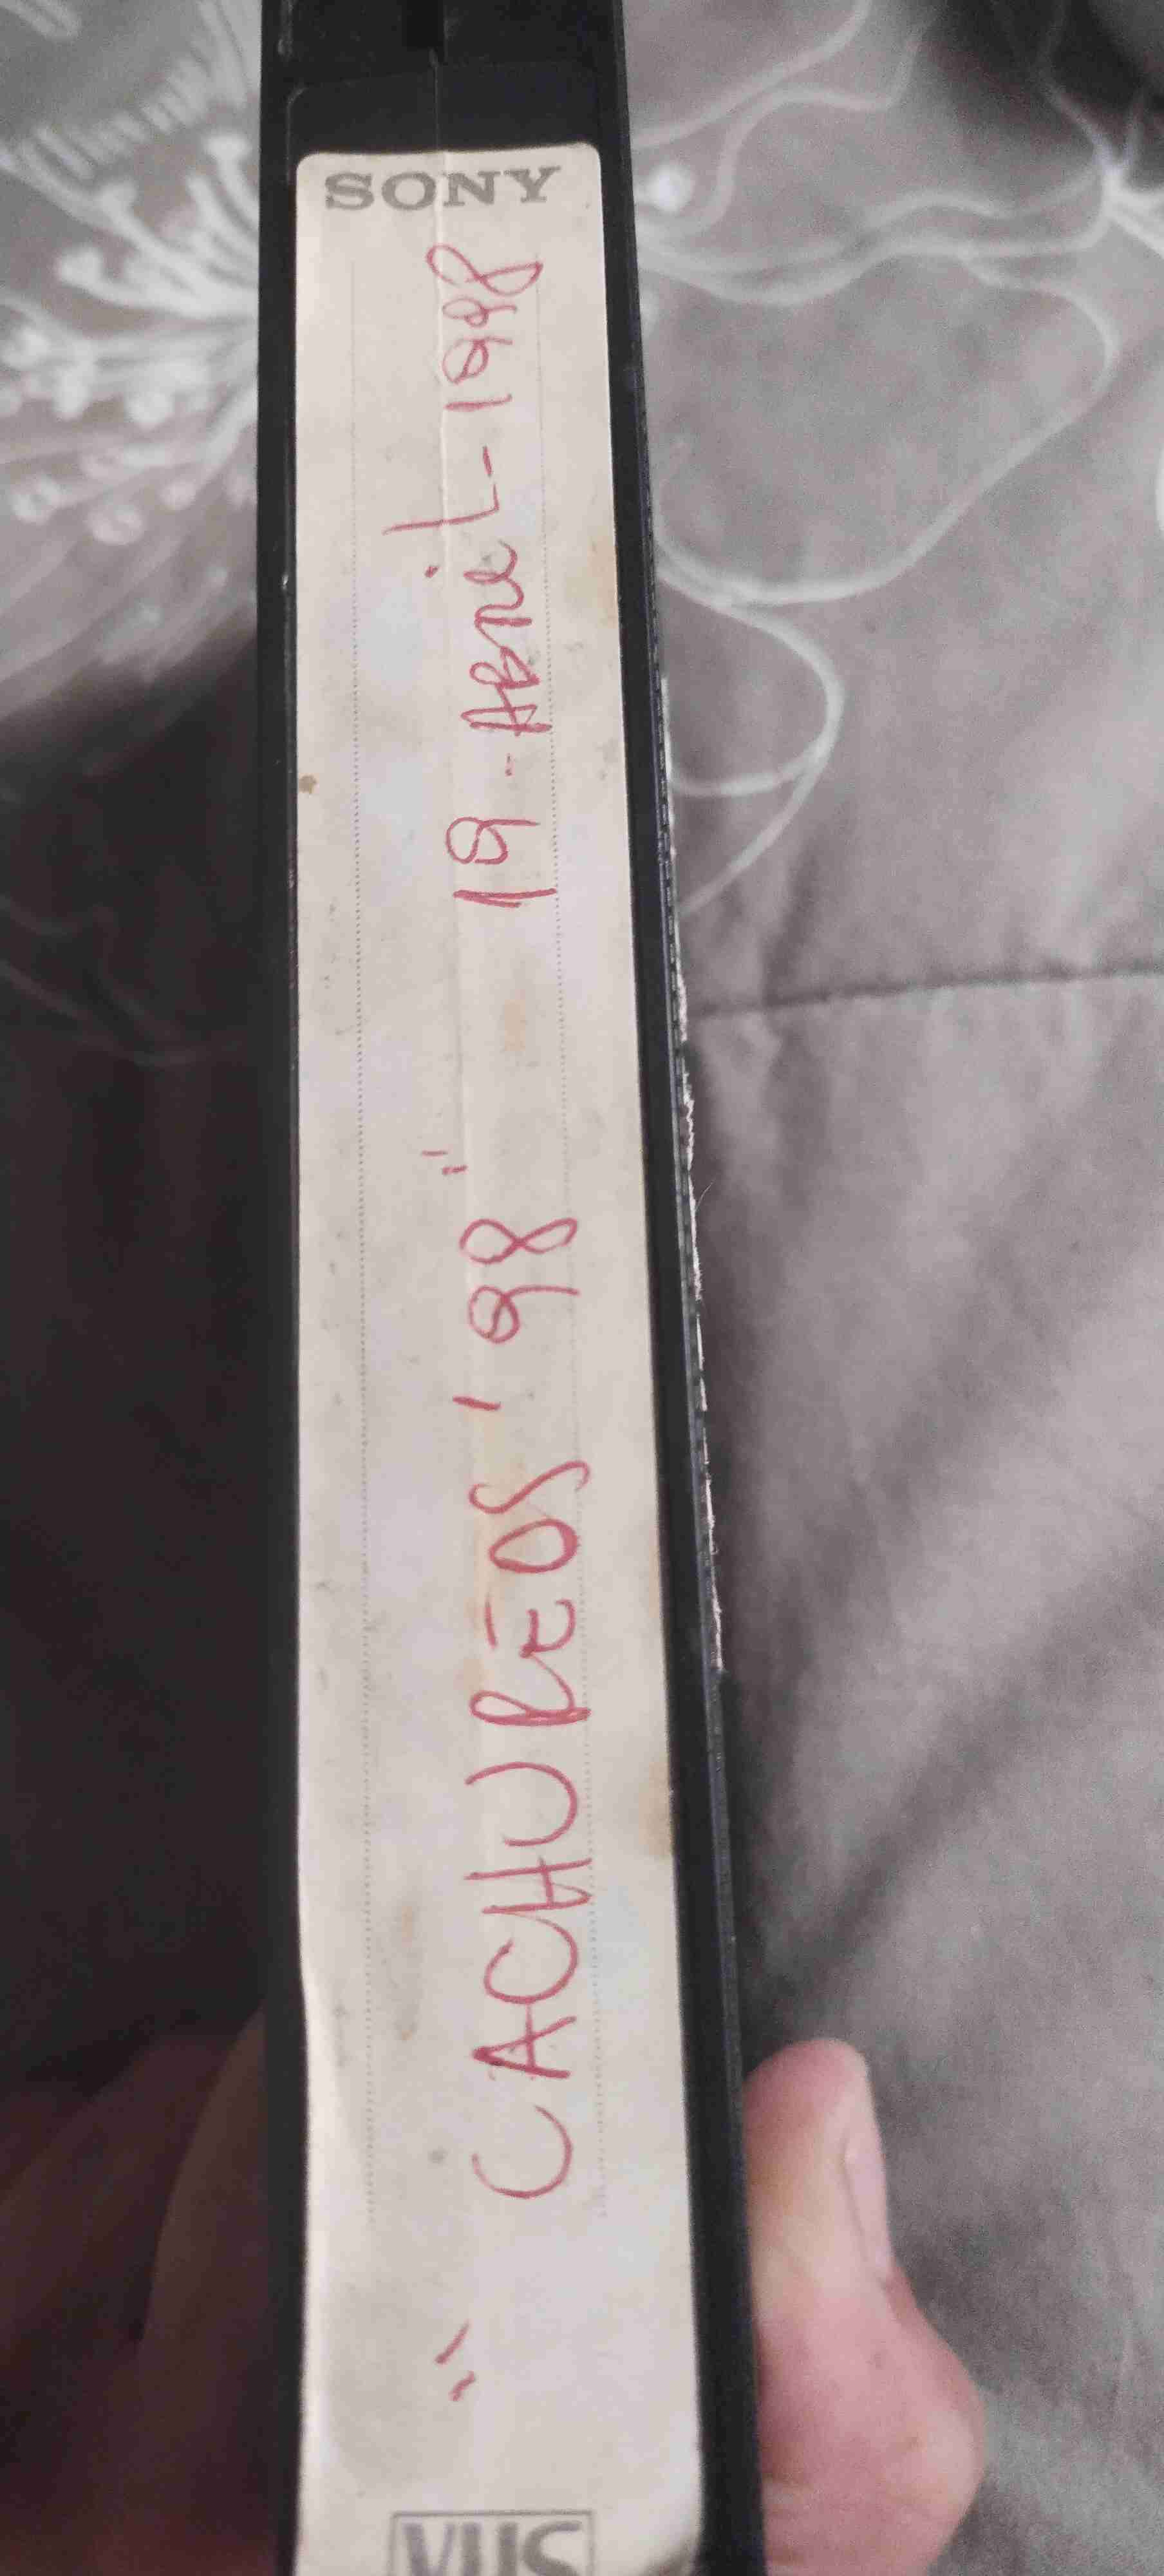 SONY
"CACHUREOS '98" 19-Abril-1998
VHS